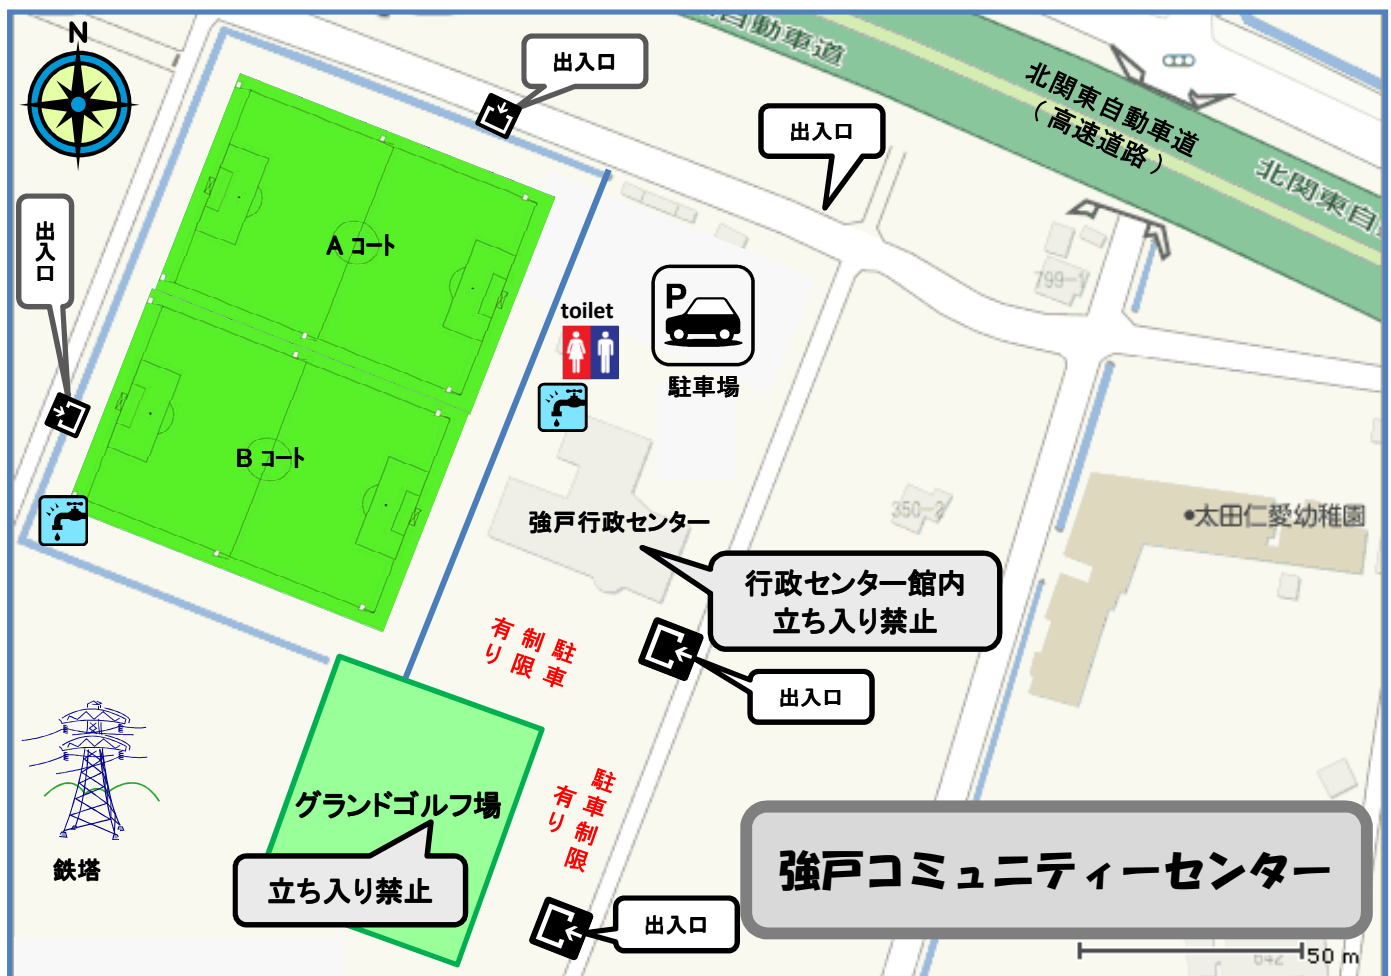 N
出入口
自動車道
北関東自動車道
（高速道路）
北関東自
出入口
出入口
A コート
799-1
toilet
P
駐車場
B コート
350-2
•太田仁愛幼稚園
強戸行政センター
行政センター館内
立ち入り禁止
駐車制限有り
出入口
グランドゴルフ場
駐車制限有り
鉄塔
立ち入り禁止
強戸コミュニティーセンター
出入口
50 m
642